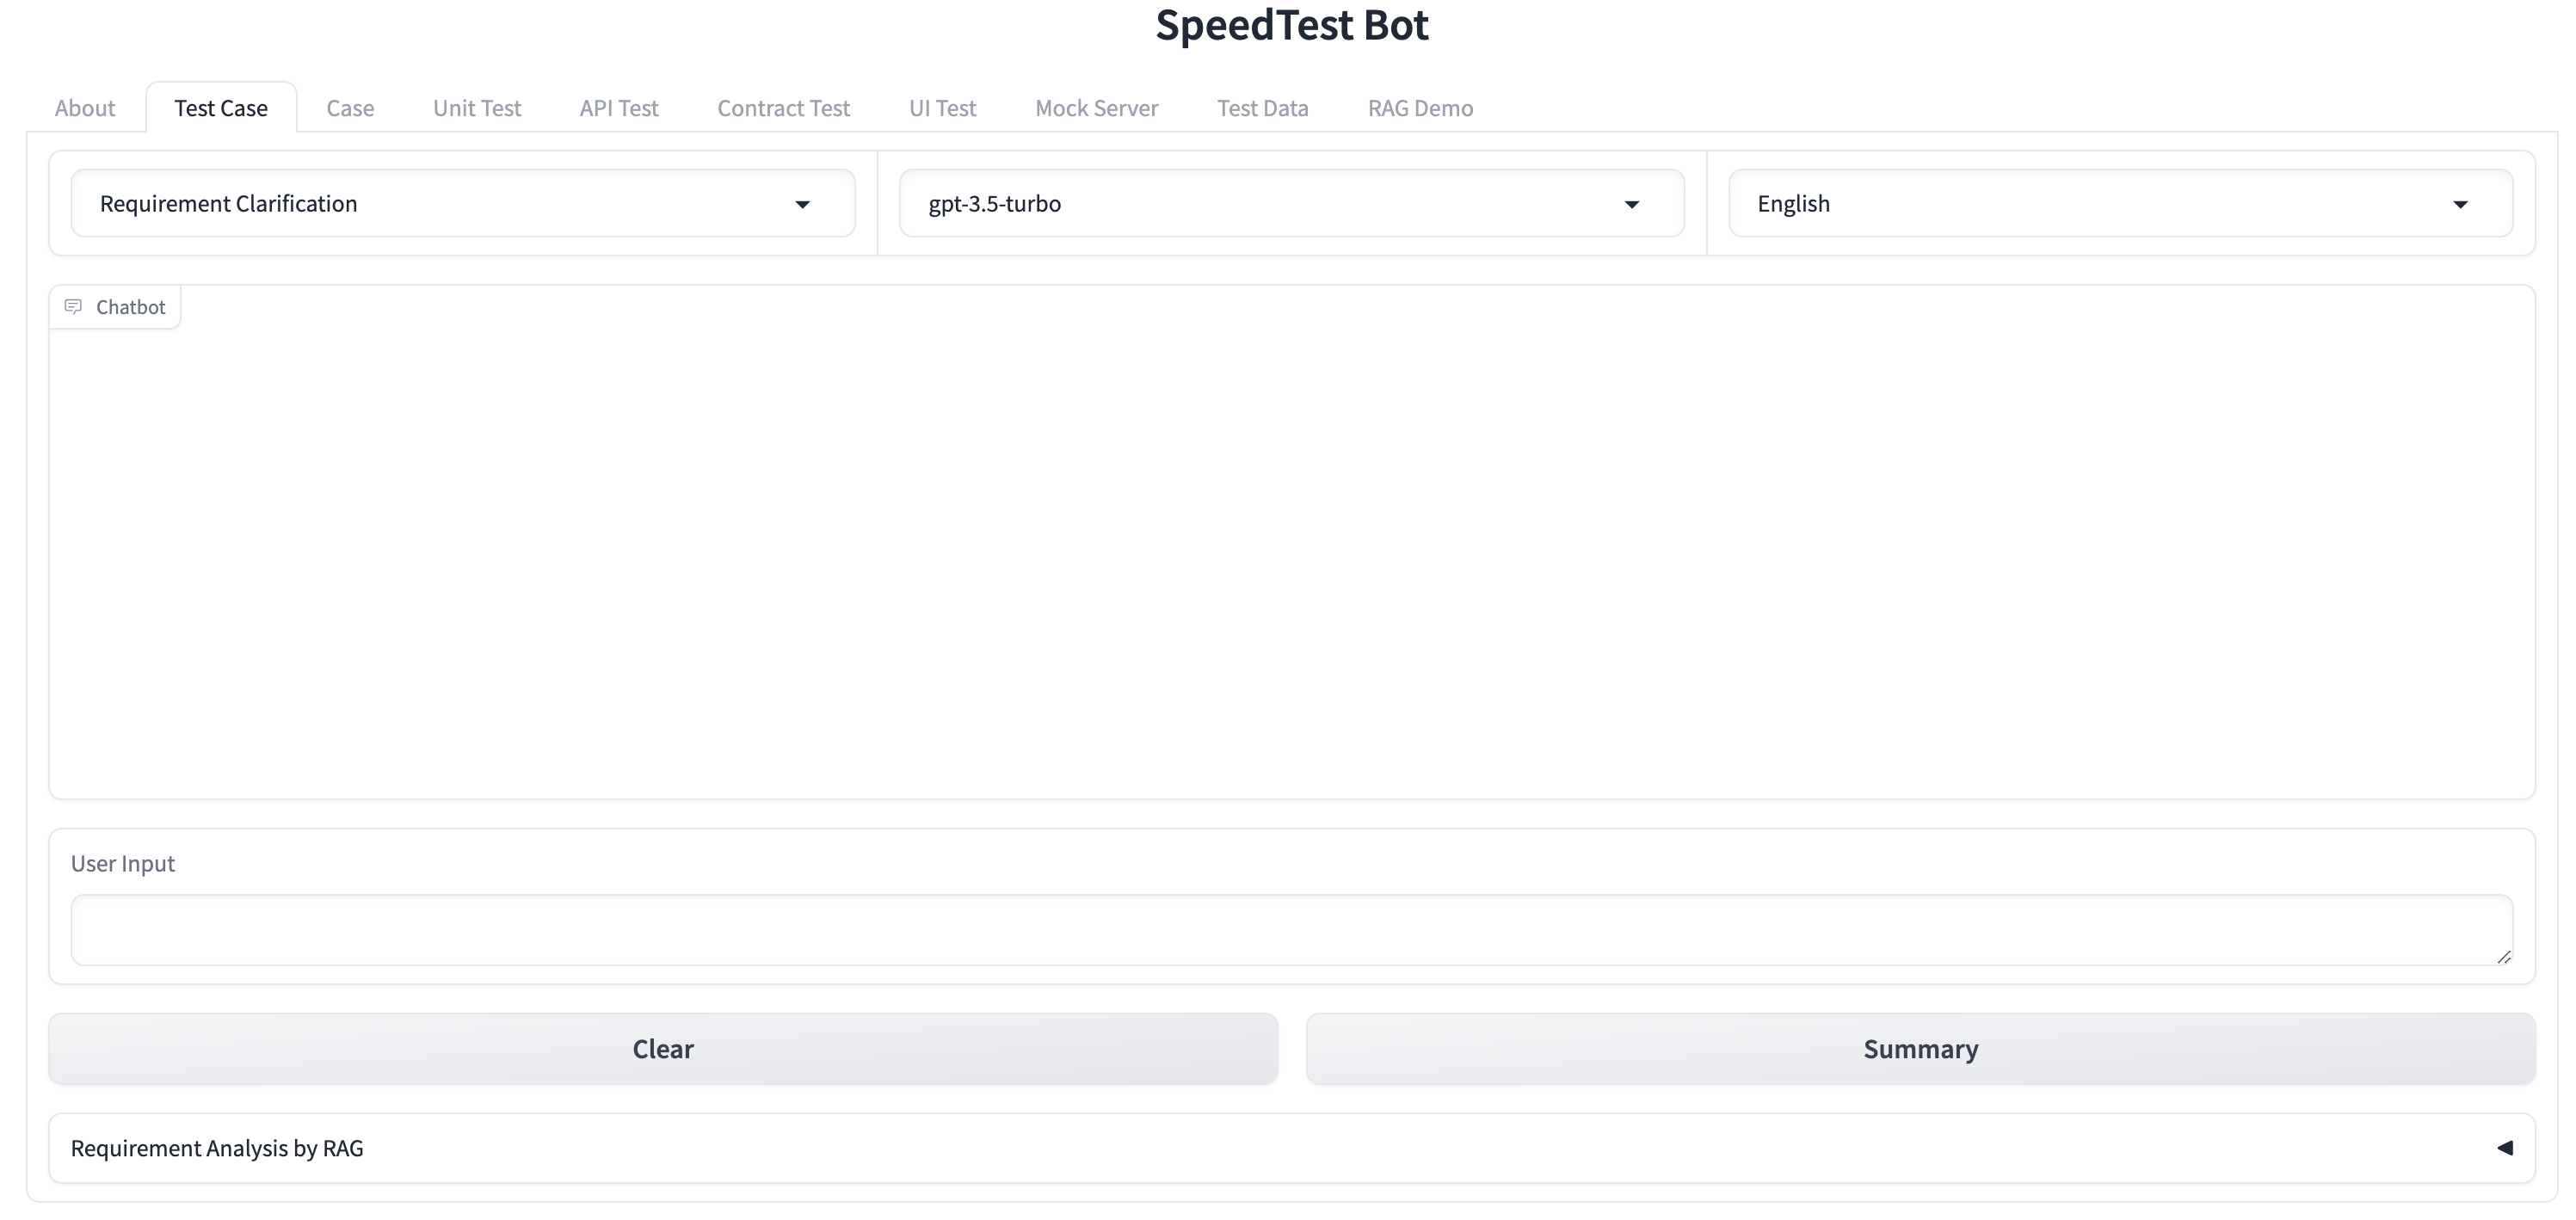 SpeedTest Bot
About Test Case Case Unit Test API Test Contract Test UI Test Mock Server Test Data RAG Demo
Requirement Clarification gpt-3.5-turbo English
Chatbot
User Input
Clear Summary
Requirement Analysis by RAG